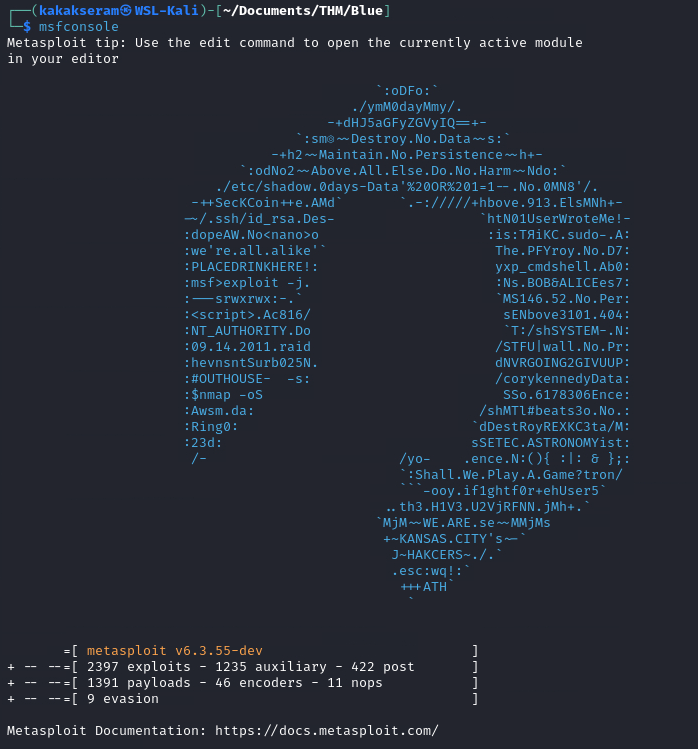 ┌──(kakakseram㉿WSL-Kali)-[~/Documents/THM/Blue]
└─$ msfconsole
Metasploit tip: Use the edit command to open the currently active module
in your editor
`:oDFo:`
./ymM0dayMmy/.
-+dHJ5aGFyZGVyIQ==+-
`:sm⏣~~Destroy.No.Data~~s:`
-+h2~~Maintain.No.Persistence~~h+-
`:odNo2~~Above.All.Else.Do.No.Harm~~Ndo:`
./etc/shadow.0days-Data'%20OR%201=1--.No.0MN8'/.
-++SecKCoin++e.AMd` `.-://///+hbove.913.ElsMNh+-
-~/.ssh/id_rsa.Des- `htN01UserWroteMe!-
:dopeAW.No<nano>o :is:TЯiKC.sudo-.A:
:we're.all.alike'` The.PFYroy.No.D7:
:PLACEDRINKHERE!: yxp_cmdshell.Ab0:
:msf>exploit -j. :Ns.BOB&ALICEes7:
:---srwxrwx:-.` `MS146.52.No.Per:
:<script>.Ac816/ sENbove3101.404:
:NT_AUTHORITY.Do `T:/shSYSTEM-.N:
:09.14.2011.raid /STFU|wall.No.Pr:
:hevnsntSurb025N. dNVRGOING2GIVUUP:
:#OUTHOUSE-  -s: /corykennedyData:
:$nmap -oS SSo.6178306Ence:
:Awsm.da: /shMTl#beats3o.No.:
:Ring0: `dDestRoyREXKC3ta/M:
:23d: sSETEC.ASTRONOMYist:
/- /yo-    .ence.N:(){ :|: & };:
`:Shall.We.Play.A.Game?tron/
```-ooy.if1ghtf0r+ehUser5`
..th3.H1V3.U2VjRFNN.jMh+.`
`MjM~~WE.ARE.se~~MMjMs
+~KANSAS.CITY's~-`
J~HAKCERS~./.`
.esc:wq!:`
+++ATH`
`
=[ metasploit v6.3.55-dev ]
+ -- --=[ 2397 exploits - 1235 auxiliary - 422 post ]
+ -- --=[ 1391 payloads - 46 encoders - 11 nops ]
+ -- --=[ 9 evasion ]
Metasploit Documentation: https://docs.metasploit.com/